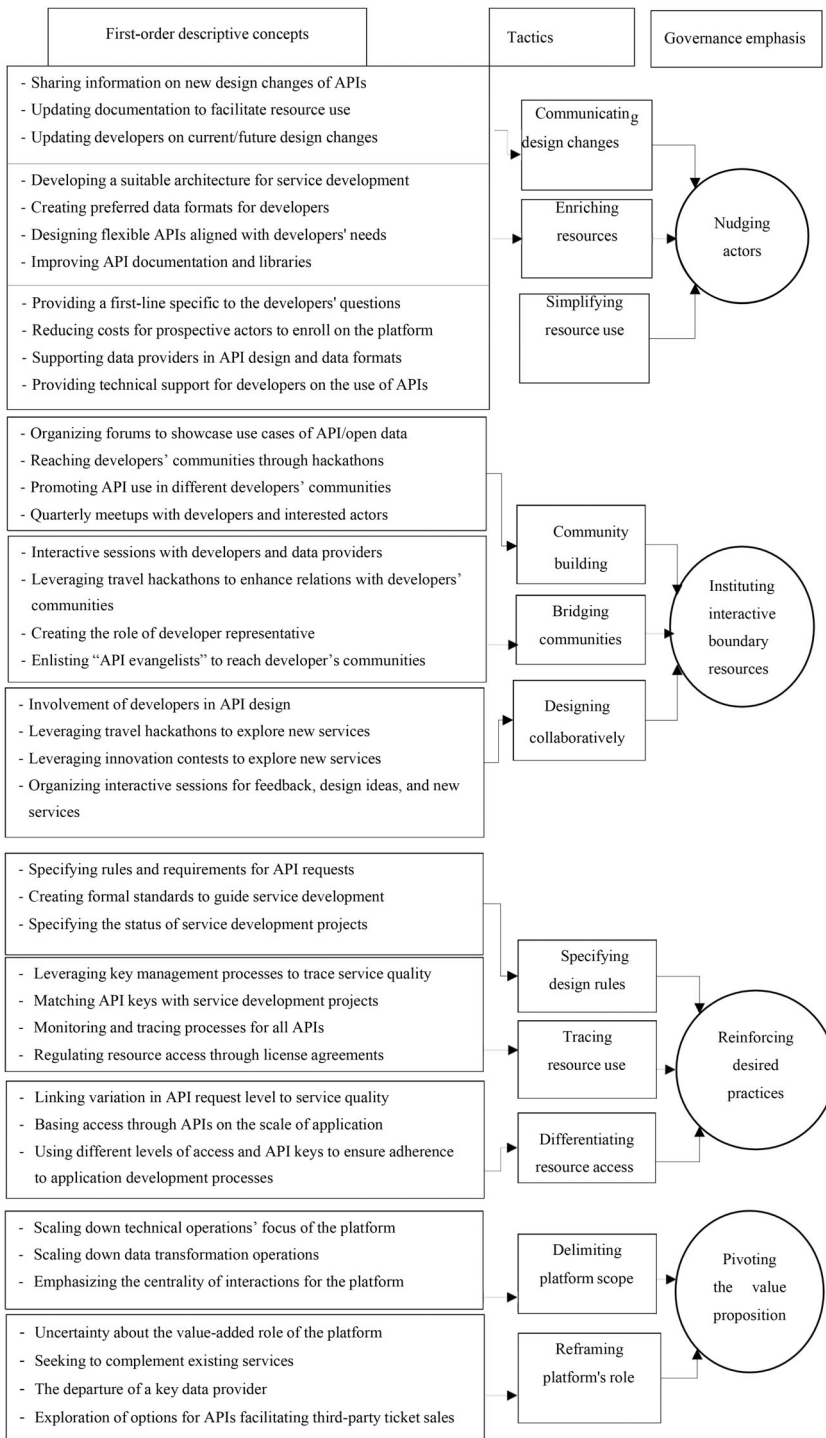 First-order descriptive concepts
Tactics
Governance emphasis
- Sharing information on new design changes of APIs
- Updating documentation to facilitate resource use
- Updating developers on current/future design changes
Communicating
design changes
- Developing a suitable architecture for service development
- Creating preferred data formats for developers
- Designing flexible APIs aligned with developers' needs
- Improving API documentation and libraries
Enriching
resources
- Providing a first-line specific to the developers' questions
- Reducing costs for prospective actors to enroll on the platform
- Supporting data providers in API design and data formats
- Providing technical support for developers on the use of APIs
Simplifying
resource use
Nudging
actors
- Organizing forums to showcase use cases of API/open data
- Reaching developers’ communities through hackathons
- Promoting API use in different developers’ communities
- Quarterly meetups with developers and interested actors
Community
building
- Interactive sessions with developers and data providers
- Leveraging travel hackathons to enhance relations with developers’
communities
- Creating the role of developer representative
- Enlisting “API evangelists” to reach developer’s communities
Bridging
communities
- Involvement of developers in API design
- Leveraging travel hackathons to explore new services
- Leveraging innovation contests to explore new services
- Organizing interactive sessions for feedback, design ideas, and new
services
Designing
collaboratively
Instituting
interactive
boundary
resources
- Specifying rules and requirements for API requests
- Creating formal standards to guide service development
- Specifying the status of service development projects
Specifying
design rules
- Leveraging key management processes to trace service quality
- Matching API keys with service development projects
- Monitoring and tracing processes for all APIs
- Regulating resource access through license agreements
Tracing
resource use
- Linking variation in API request level to service quality
- Basing access through APIs on the scale of application
- Using different levels of access and API keys to ensure adherence
to application development processes
Differentiating
resource access
Reinforcing
desired
practices
- Scaling down technical operations’ focus of the platform
- Scaling down data transformation operations
- Emphasizing the centrality of interactions for the platform
Delimiting
platform scope
- Uncertainty about the value-added role of the platform
- Seeking to complement existing services
- The departure of a key data provider
- Exploration of options for APIs facilitating third-party ticket sales
Reframing
platform's role
Pivoting
the value
proposition